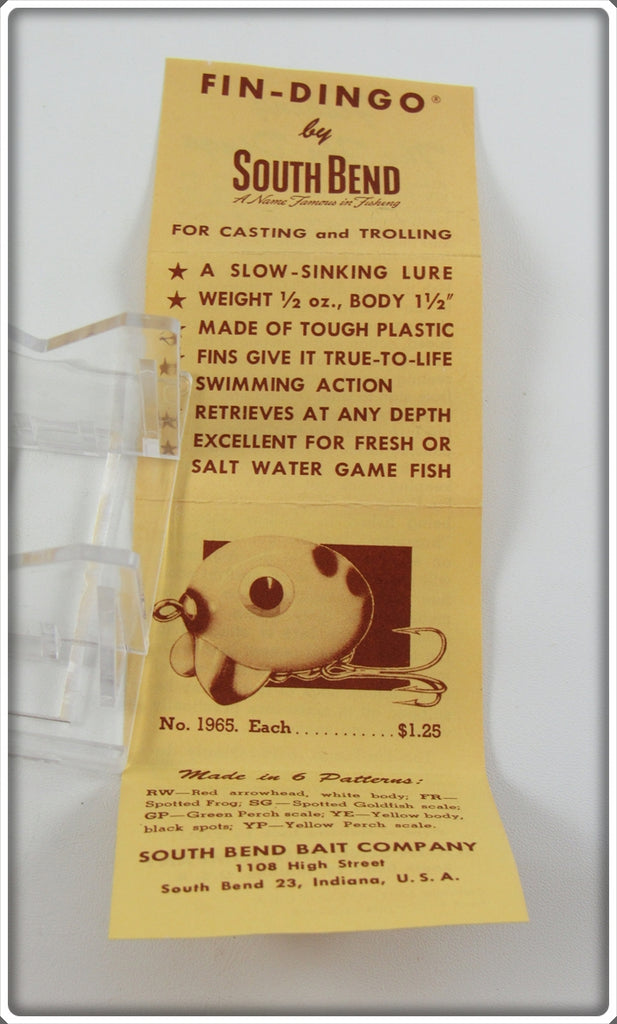 FIN-DINGO®
by
SOUTH BEND
A Name Famous in Fishing
FOR CASTING and TROLLING
★ A SLOW-SINKING LURE
★ WEIGHT ½ oz., BODY 1½"
★ MADE OF TOUGH PLASTIC
★ FINS GIVE IT TRUE-TO-LIFE
SWIMMING ACTION
★ RETRIEVES AT ANY DEPTH
★ EXCELLENT FOR FRESH OR
SALT WATER GAME FISH
No. 1965. Each........... $1.25
Made in 6 Patterns:
RW—Red arrowhead, white body; FR—
Spotted Frog; SG—Spotted Goldfish scale;
GP—Green Perch scale; YE—Yellow body,
black spots; YP—Yellow Perch scale.
SOUTH BEND BAIT COMPANY
1108 High Street
South Bend 23, Indiana, U. S. A.